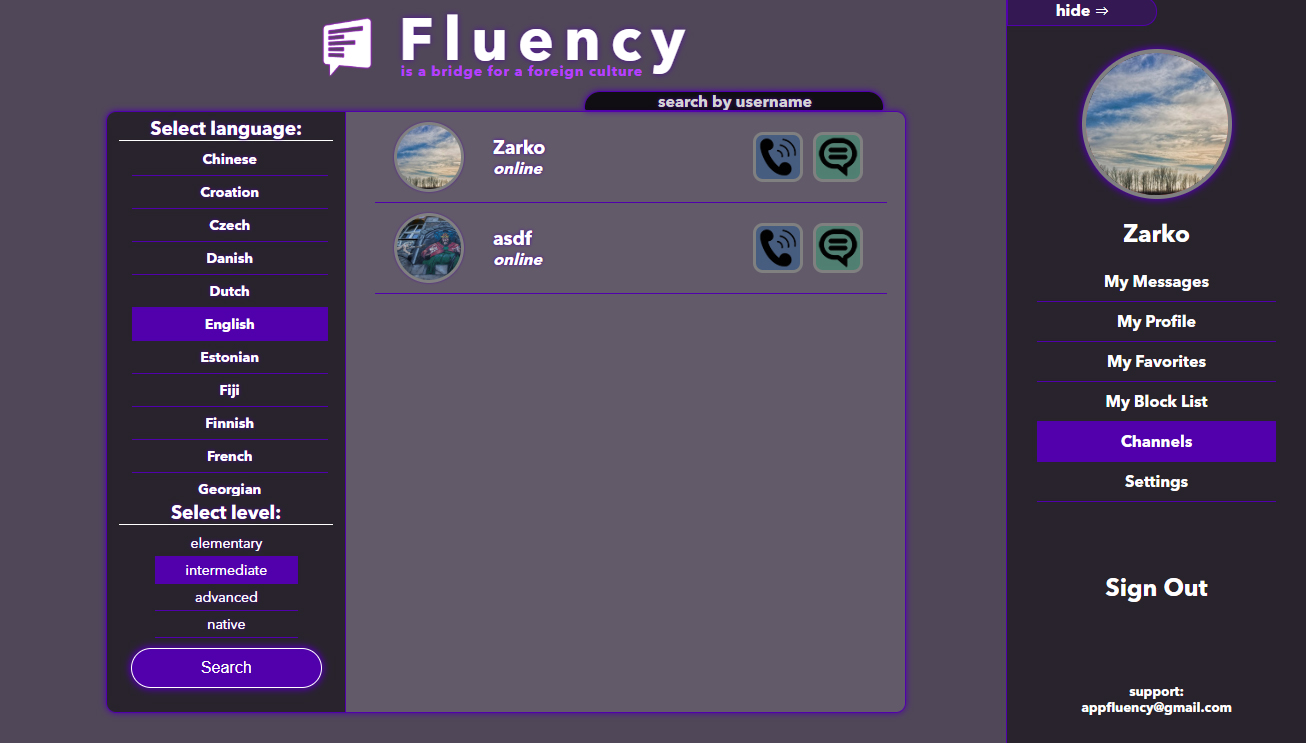 Fluency
is a bridge for a foreign culture
search by username
Select language:
Chinese
Croation
Czech
Danish
Dutch
English
Estonian
Fiji
Finnish
French
Georgian
Select level:
elementary
intermediate
advanced
native
Search
Zarko
online
asdf
online
hide ⇒
Zarko
My Messages
My Profile
My Favorites
My Block List
Channels
Settings
Sign Out
support:
appfluency@gmail.com